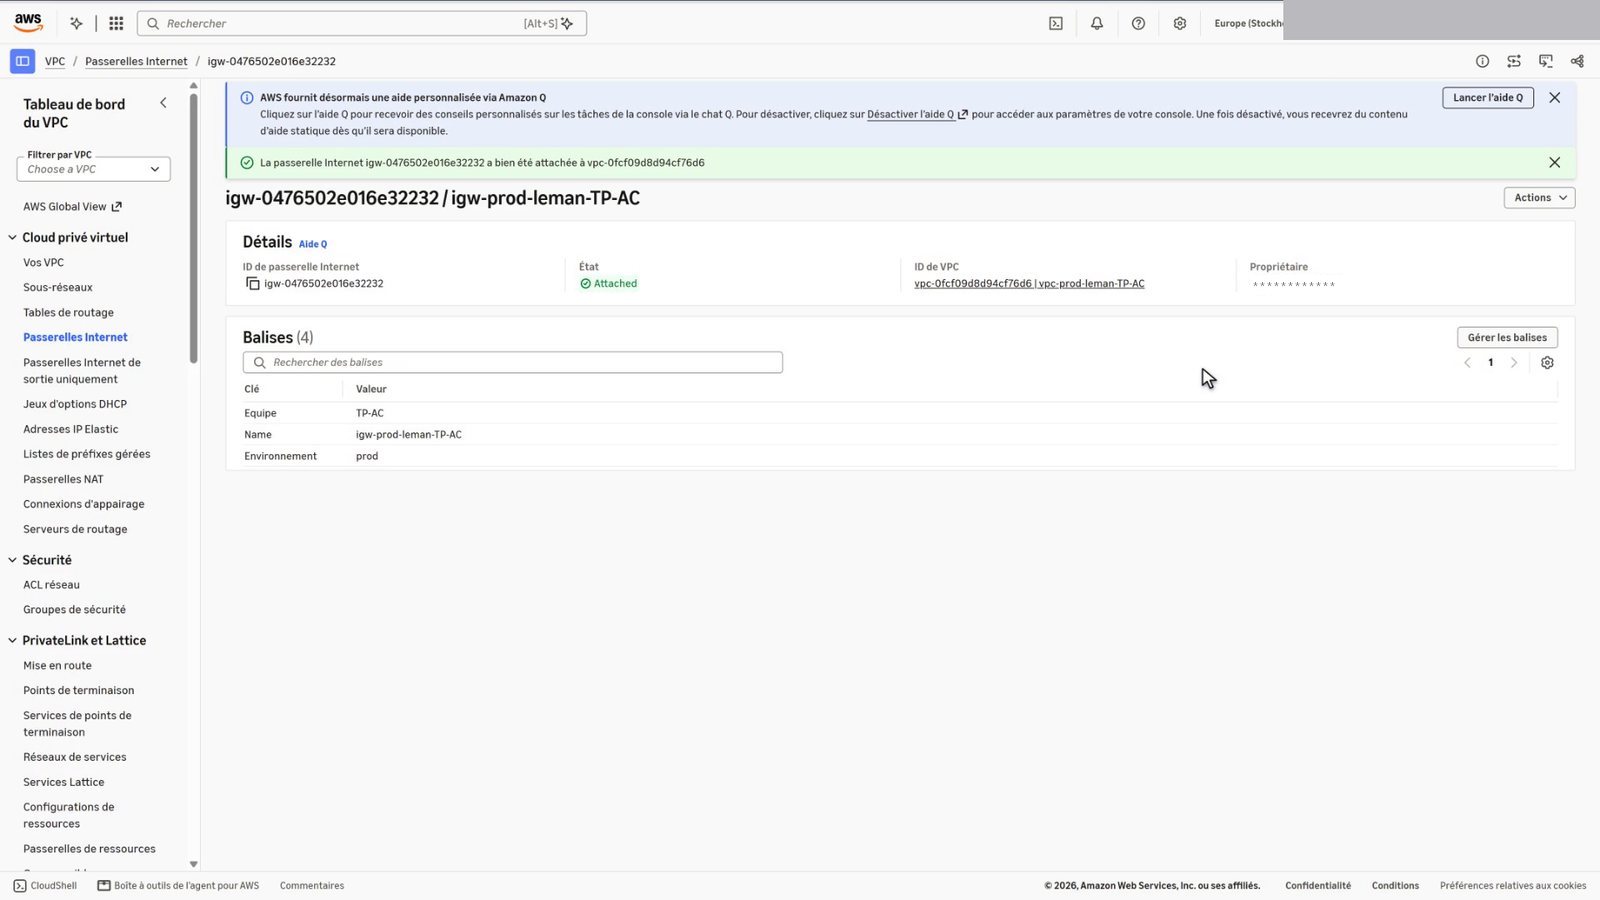 aws
Rechercher
[Alt+S]
Europe (Stockh
VPC / Passerelles Internet / igw-0476502e016e32232
Tableau de bord
du VPC
Filtrer par VPC
Choose a VPC
AWS Global View
Cloud privé virtuel
Vos VPC
Sous-réseaux
Tables de routage
Passerelles Internet
Passerelles Internet de
sortie uniquement
Jeux d'options DHCP
Adresses IP Elastic
Listes de préfixes gérées
Passerelles NAT
Connexions d'appairage
Serveurs de routage
Sécurité
ACL réseau
Groupes de sécurité
PrivateLink et Lattice
Mise en route
Points de terminaison
Services de points de
terminaison
Réseaux de services
Services Lattice
Configurations de
ressources
Passerelles de ressources
AWS fournit désormais une aide personnalisée via Amazon Q
Cliquez sur l'aide Q pour recevoir des conseils personnalisés sur les tâches de la console via le chat Q. Pour désactiver, cliquez sur Désactiver l'aide Q pour accéder aux paramètres de votre console. Une fois désactivé, vous recevrez du contenu
d'aide statique dès qu'il sera disponible.
Lancer l'aide Q
La passerelle Internet igw-0476502e016e32232 a bien été attachée à vpc-0fcf09d8d94cf76d6
igw-0476502e016e32232 / igw-prod-leman-TP-AC
Actions
Détails Aide Q
ID de passerelle Internet
igw-0476502e016e32232
État
Attached
ID de VPC
vpc-0fcf09d8d94cf76d6 | vpc-prod-leman-TP-AC
Propriétaire
************
Balises (4)
Gérer les balises
Rechercher des balises
1
Clé Valeur
Equipe TP-AC
Name igw-prod-leman-TP-AC
Environnement prod
CloudShell
Boîte à outils de l'agent pour AWS
Commentaires
© 2026, Amazon Web Services, Inc. ou ses affiliés.
Confidentialité
Conditions
Préférences relatives aux cookies